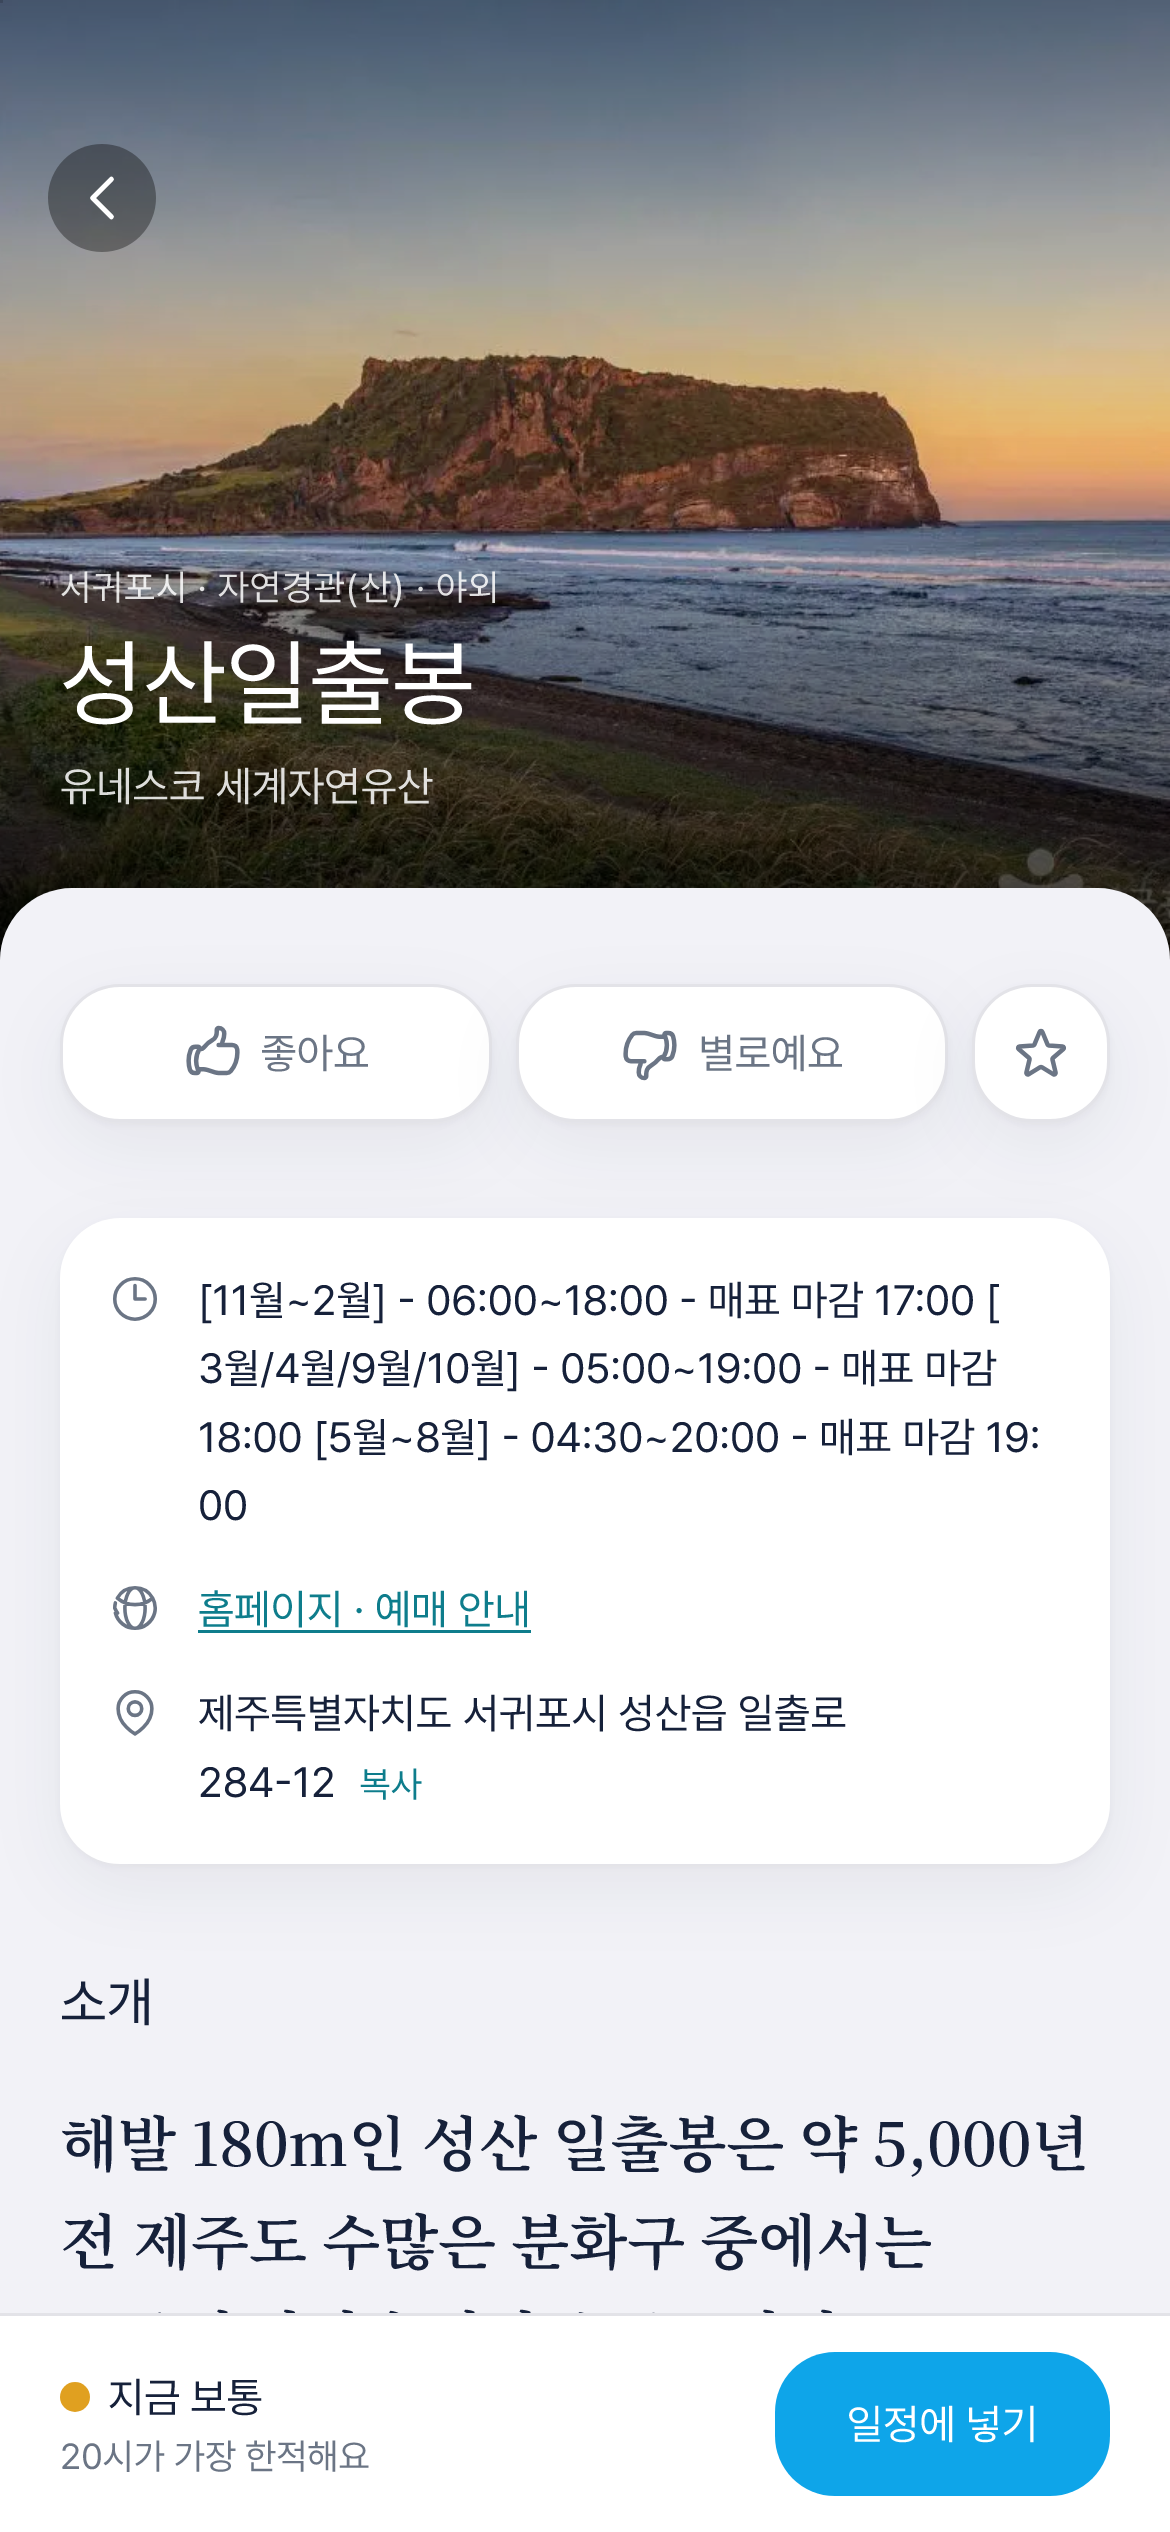 서귀포시 · 자연경관(산) · 야외
성산일출봉
유네스코 세계자연유산
좋아요
별로예요
[11월~2월] - 06:00~18:00 - 매표 마감 17:00 [
3월/4월/9월/10월] - 05:00~19:00 - 매표 마감
18:00 [5월~8월] - 04:30~20:00 - 매표 마감 19:
00
홈페이지 · 예매 안내
제주특별자치도 서귀포시 성산읍 일출로
284-12 복사
소개
해발 180m인 성산 일출봉은 약 5,000년
전 제주도 수많은 분화구 중에서는
지금 보통
20시가 가장 한적해요
일정에 넣기